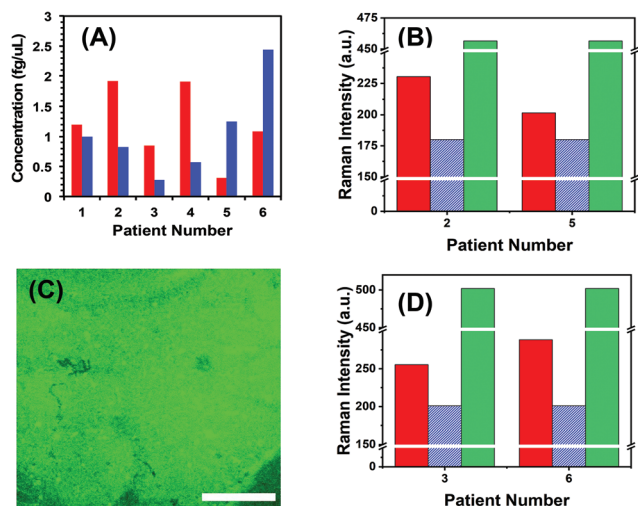 (A)
Concentration (fg/uL)
3
2.5
2
1.5
1
0.5
0
1 2 3 4 5 6
Patient Number
(B)
Raman Intensity (a.u.)
475
450
225
200
175
150
0
2 5
Patient Number
(C)
(D)
Raman Intensity (a.u.)
500
450
250
200
150
0
3 6
Patient Number